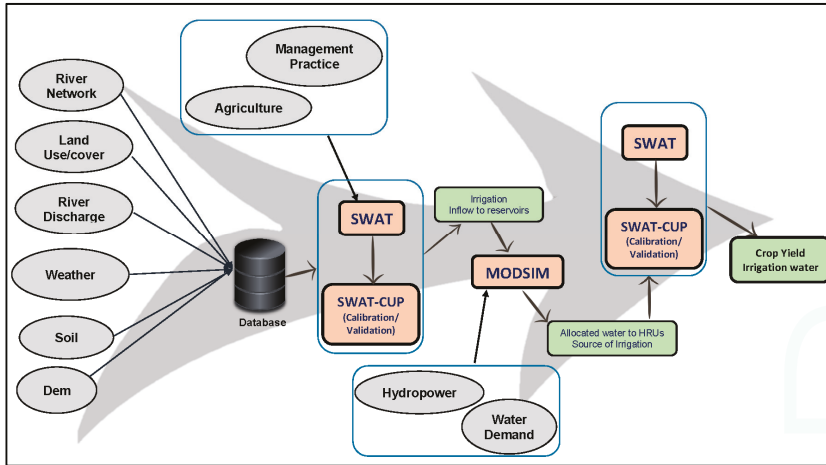 River
Network
Land
Use/cover
River
Discharge
Weather
Soil
Dem
Database
Management
Practice
Agriculture
SWAT
SWAT-CUP
(Calibration/
Validation)
Irrigation
Inflow to reservoirs
MODSIM
Hydropower
Water
Demand
Allocated water to HRUs
Source of Irrigation
SWAT
SWAT-CUP
(Calibration/
Validation)
Crop Yield
Irrigation water